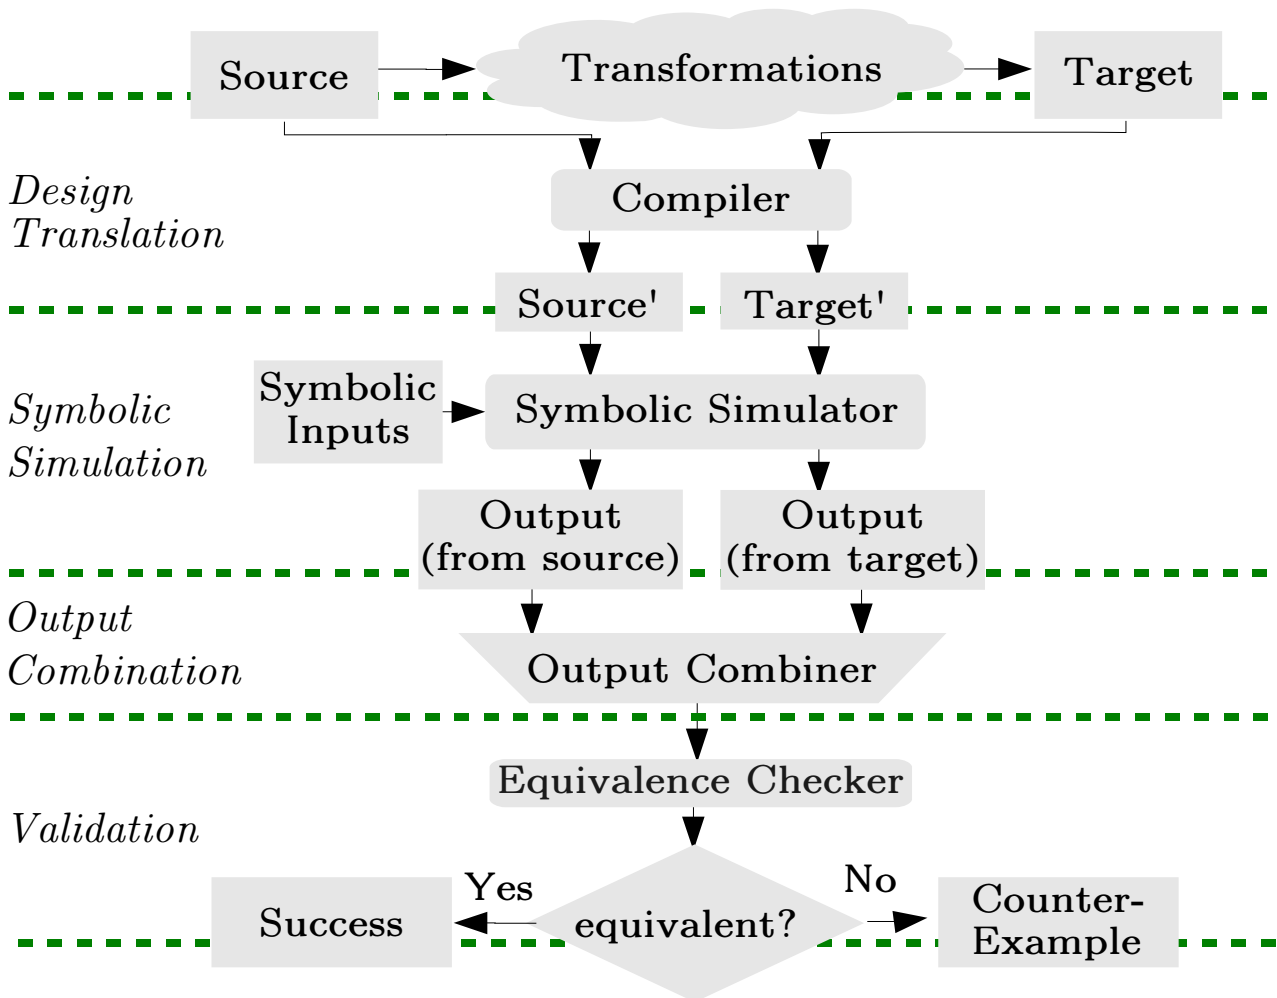 Source
Transformations
Target
Design
Translation
Compiler
Source'
Target'
Symbolic
Simulation
Symbolic
Inputs
Symbolic Simulator
Output
(from source)
Output
(from target)
Output
Combination
Output Combiner
Validation
Equivalence Checker
Yes
No
Success
equivalent?
Counter-
Example